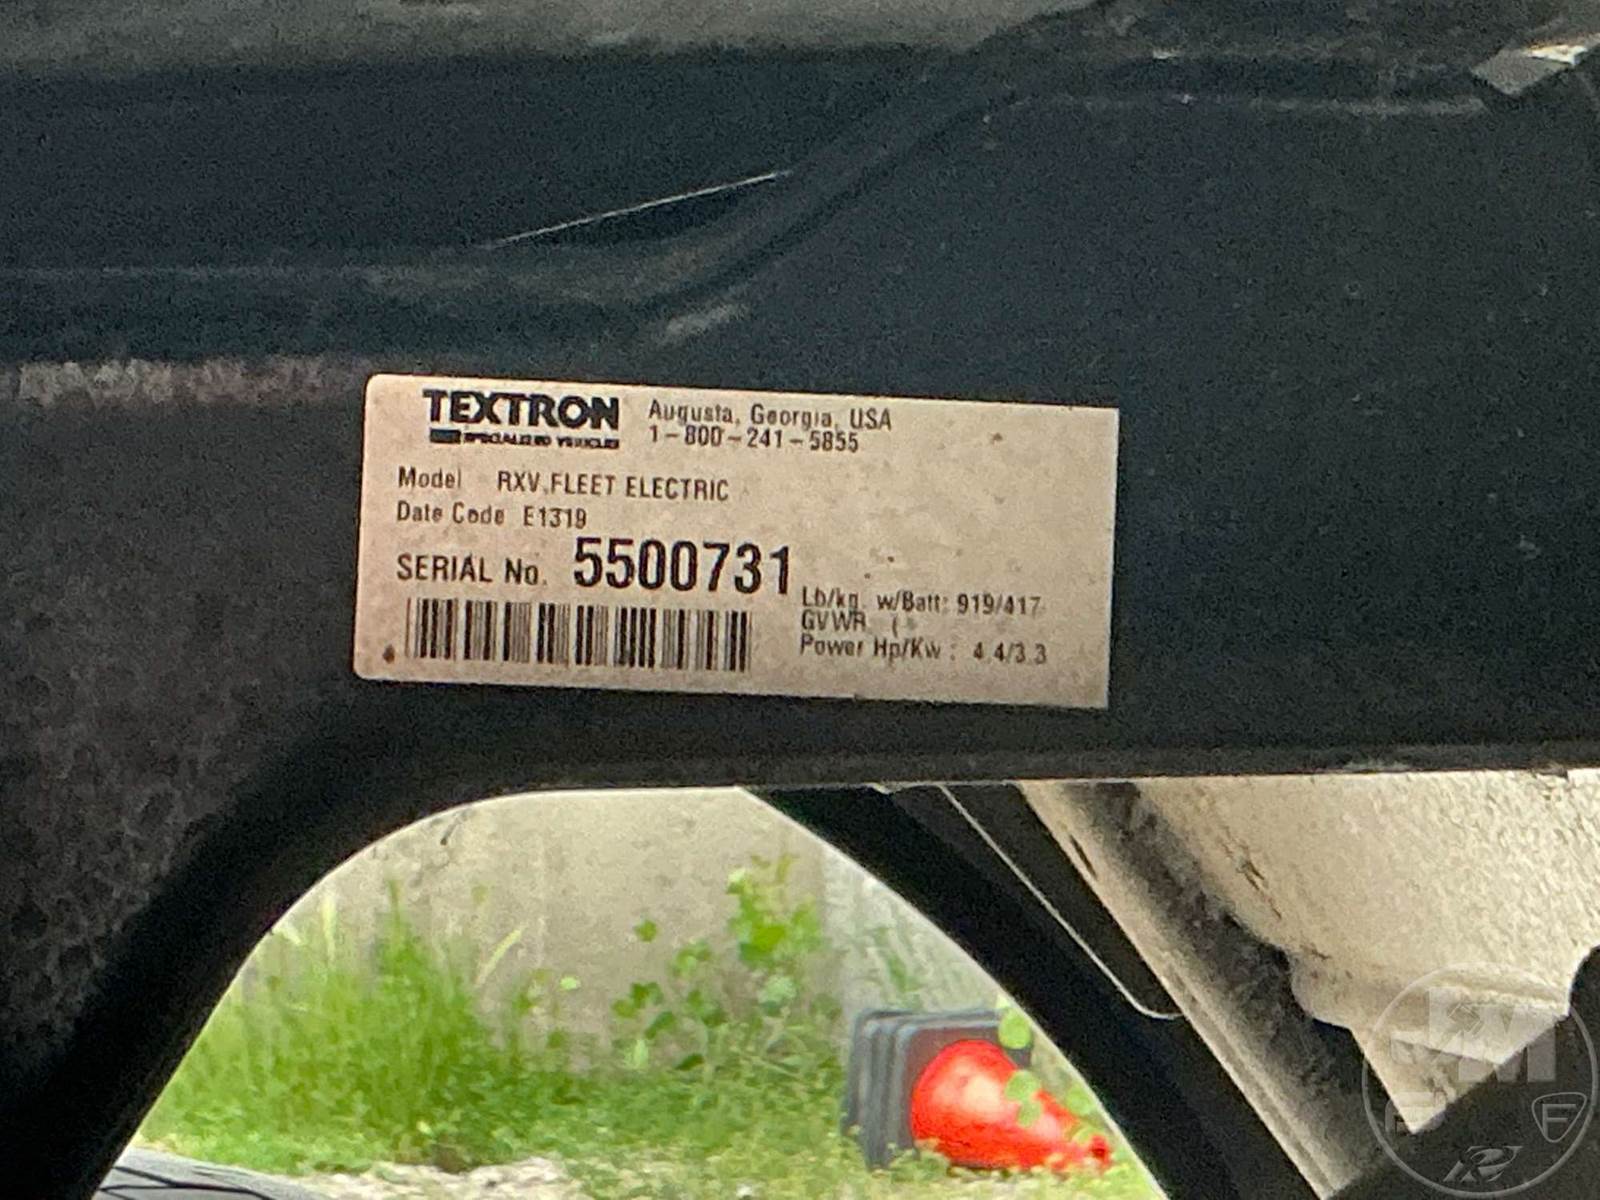 TEXTRON
SPECIALIZED VEHICLES
Augusta, Georgia, USA
1-800-241-5855
Model RXV FLEET ELECTRIC
Date Code E1319
SERIAL No. 5500731
Lb/kg. w/Batt: 919/417
GVWR (
Power Hp/Kw : 4.4/3.3